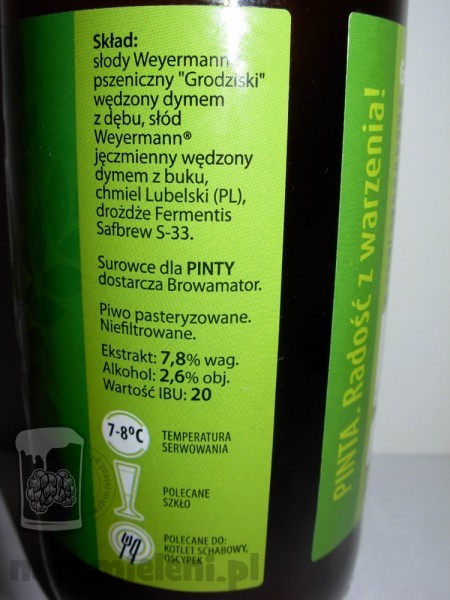 Skład:
słody Weyermann®
pszeniczny "Grodziski"
wędzony dymem
z dębu, słód
Weyermann®
jęczmienny wędzony
dymem z buku,
chmiel Lubelski (PL),
drożdże Fermentis
Safbrew S-33.
Surowce dla PINTY
dostarcza Browamator.
Piwo pasteryzowane.
Niefiltrowane.
Ekstrakt: 7,8% wag.
Alkohol: 2,6% obj.
Wartość IBU: 20
7-8ºC
TEMPERATURA
SERWOWANIA
POLECANE
SZKŁO
POLECANE DO:
KOTLET SCHABOWY,
OSCYPEK
PINTA. Radość z warzenia!